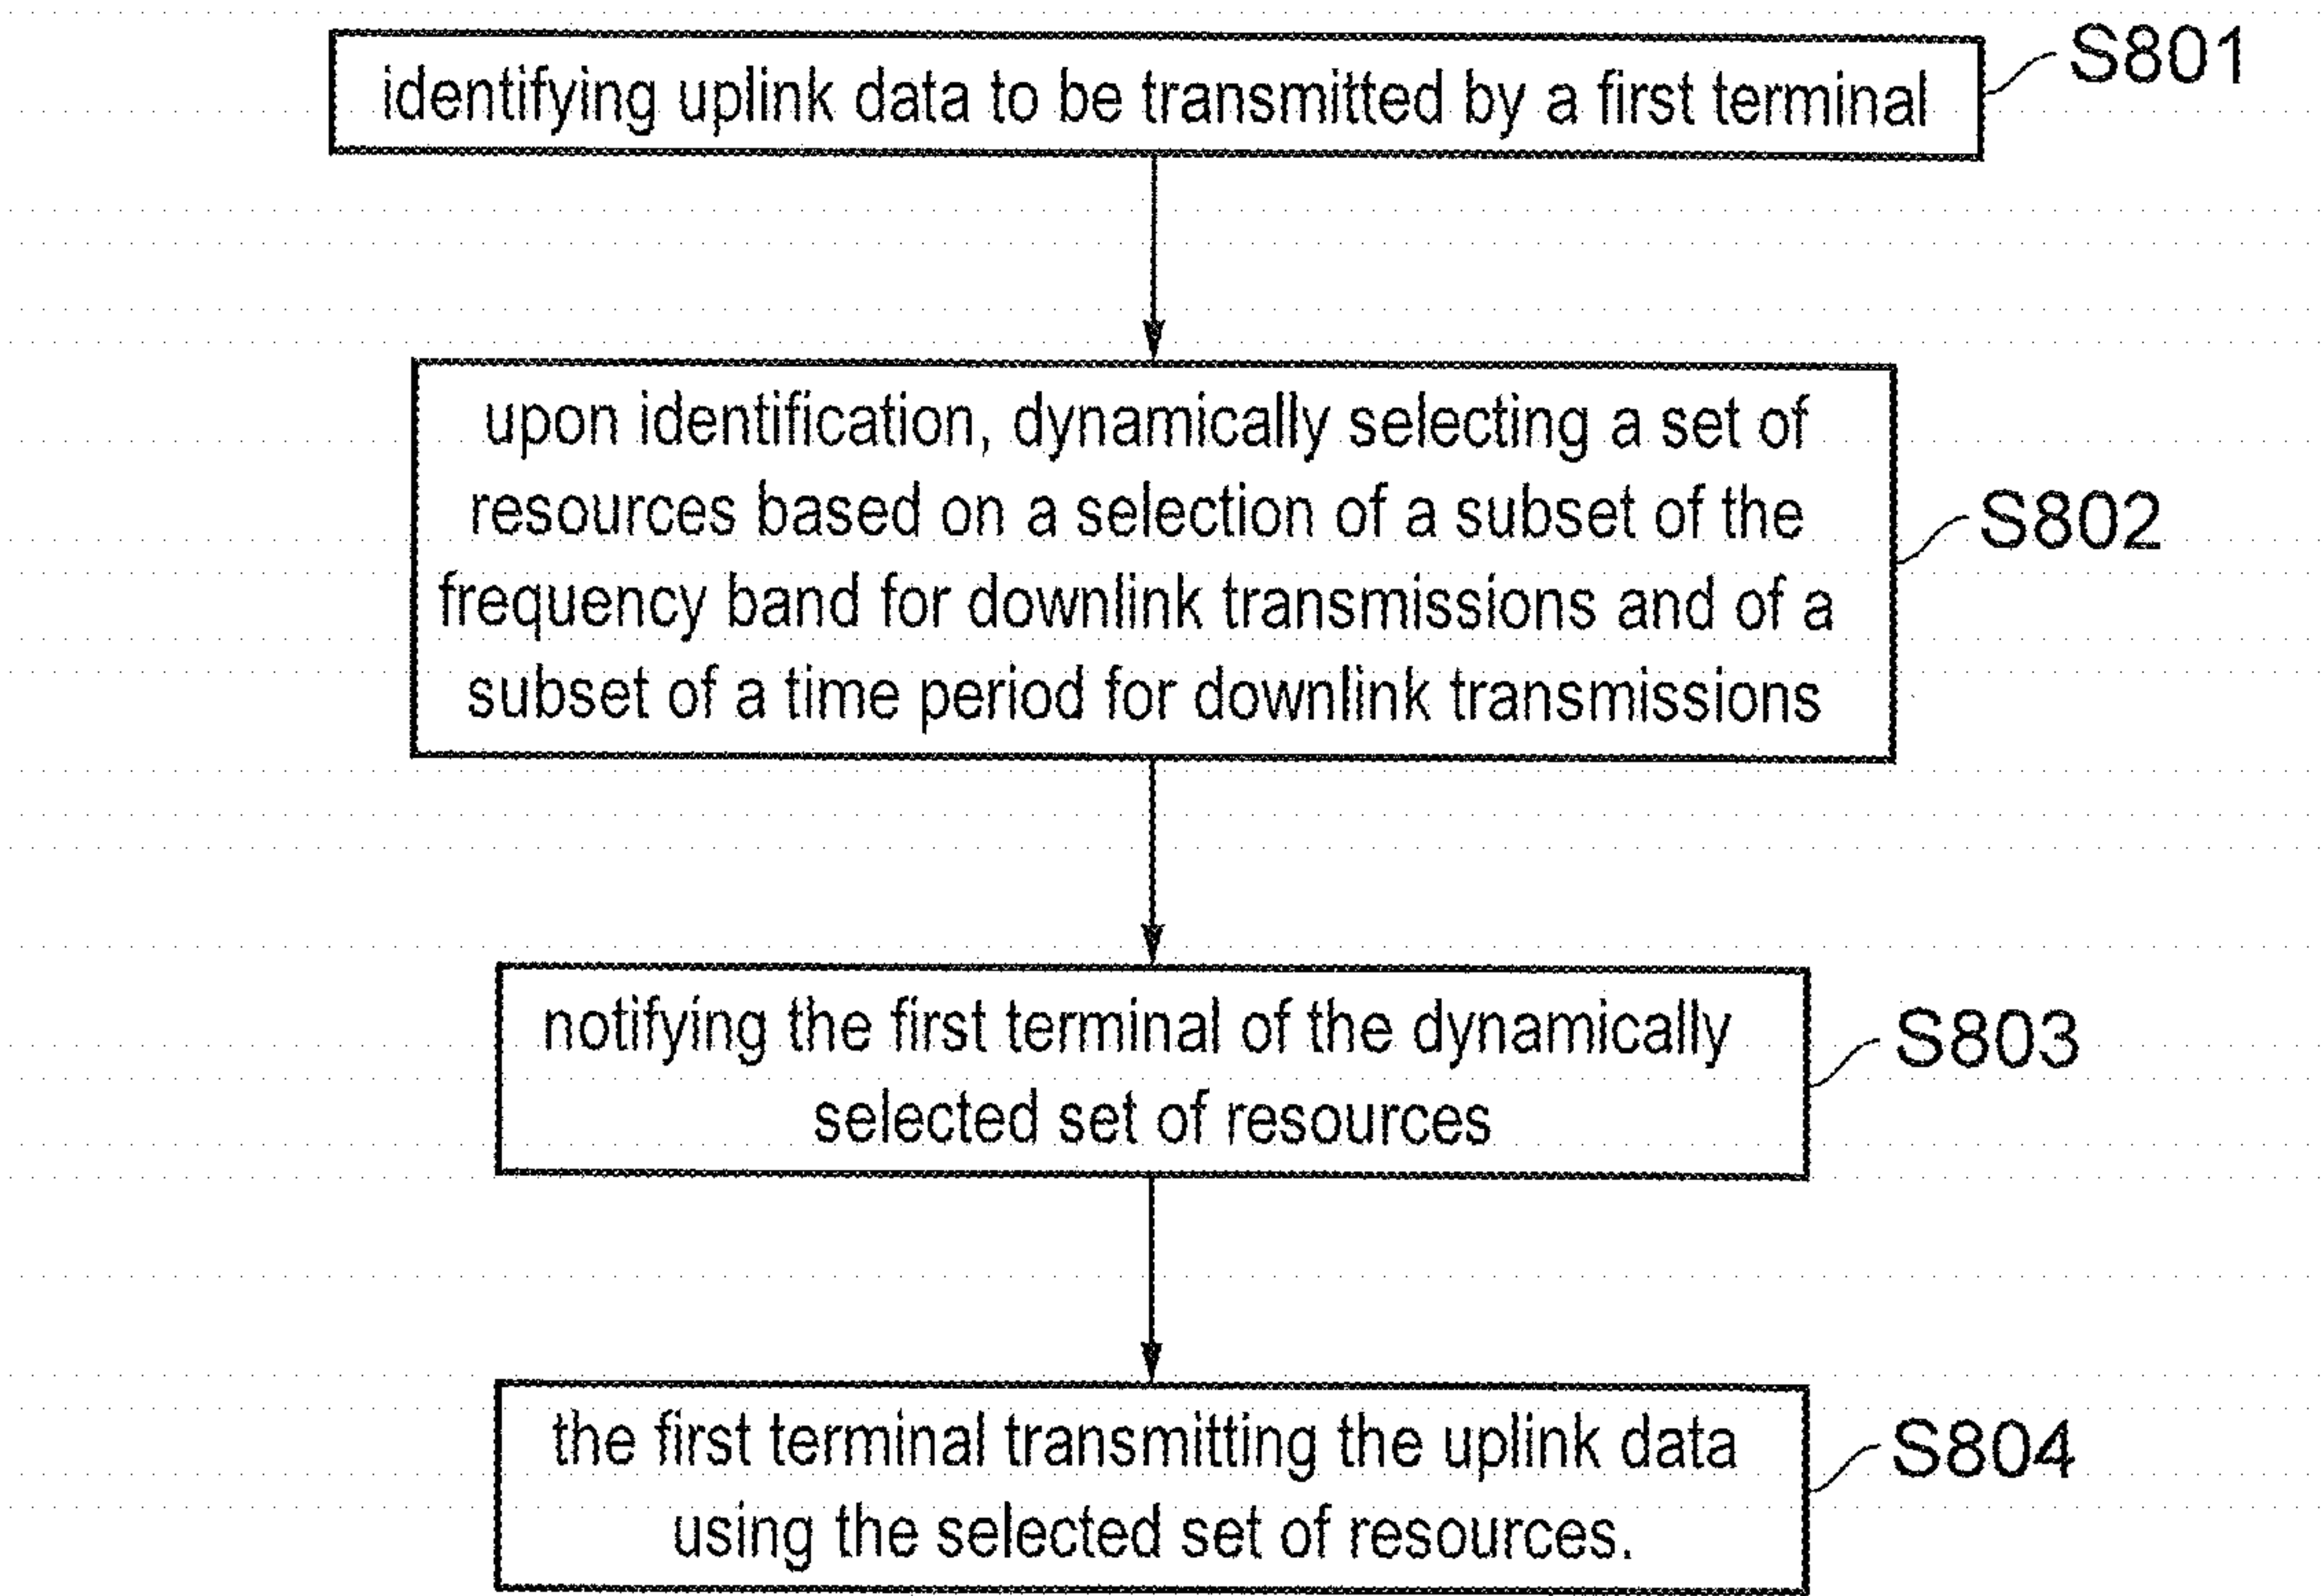 identifying uplink data to be transmitted by a first terminal
S801
upon identification, dynamically selecting a set of
resources based on a selection of a subset of the
frequency band for downlink transmissions and of a
subset of a time period for downlink transmissions
S802
notifying the first terminal of the dynamically
selected set of resources
S803
the first terminal transmitting the uplink data
using the selected set of resources.
S804